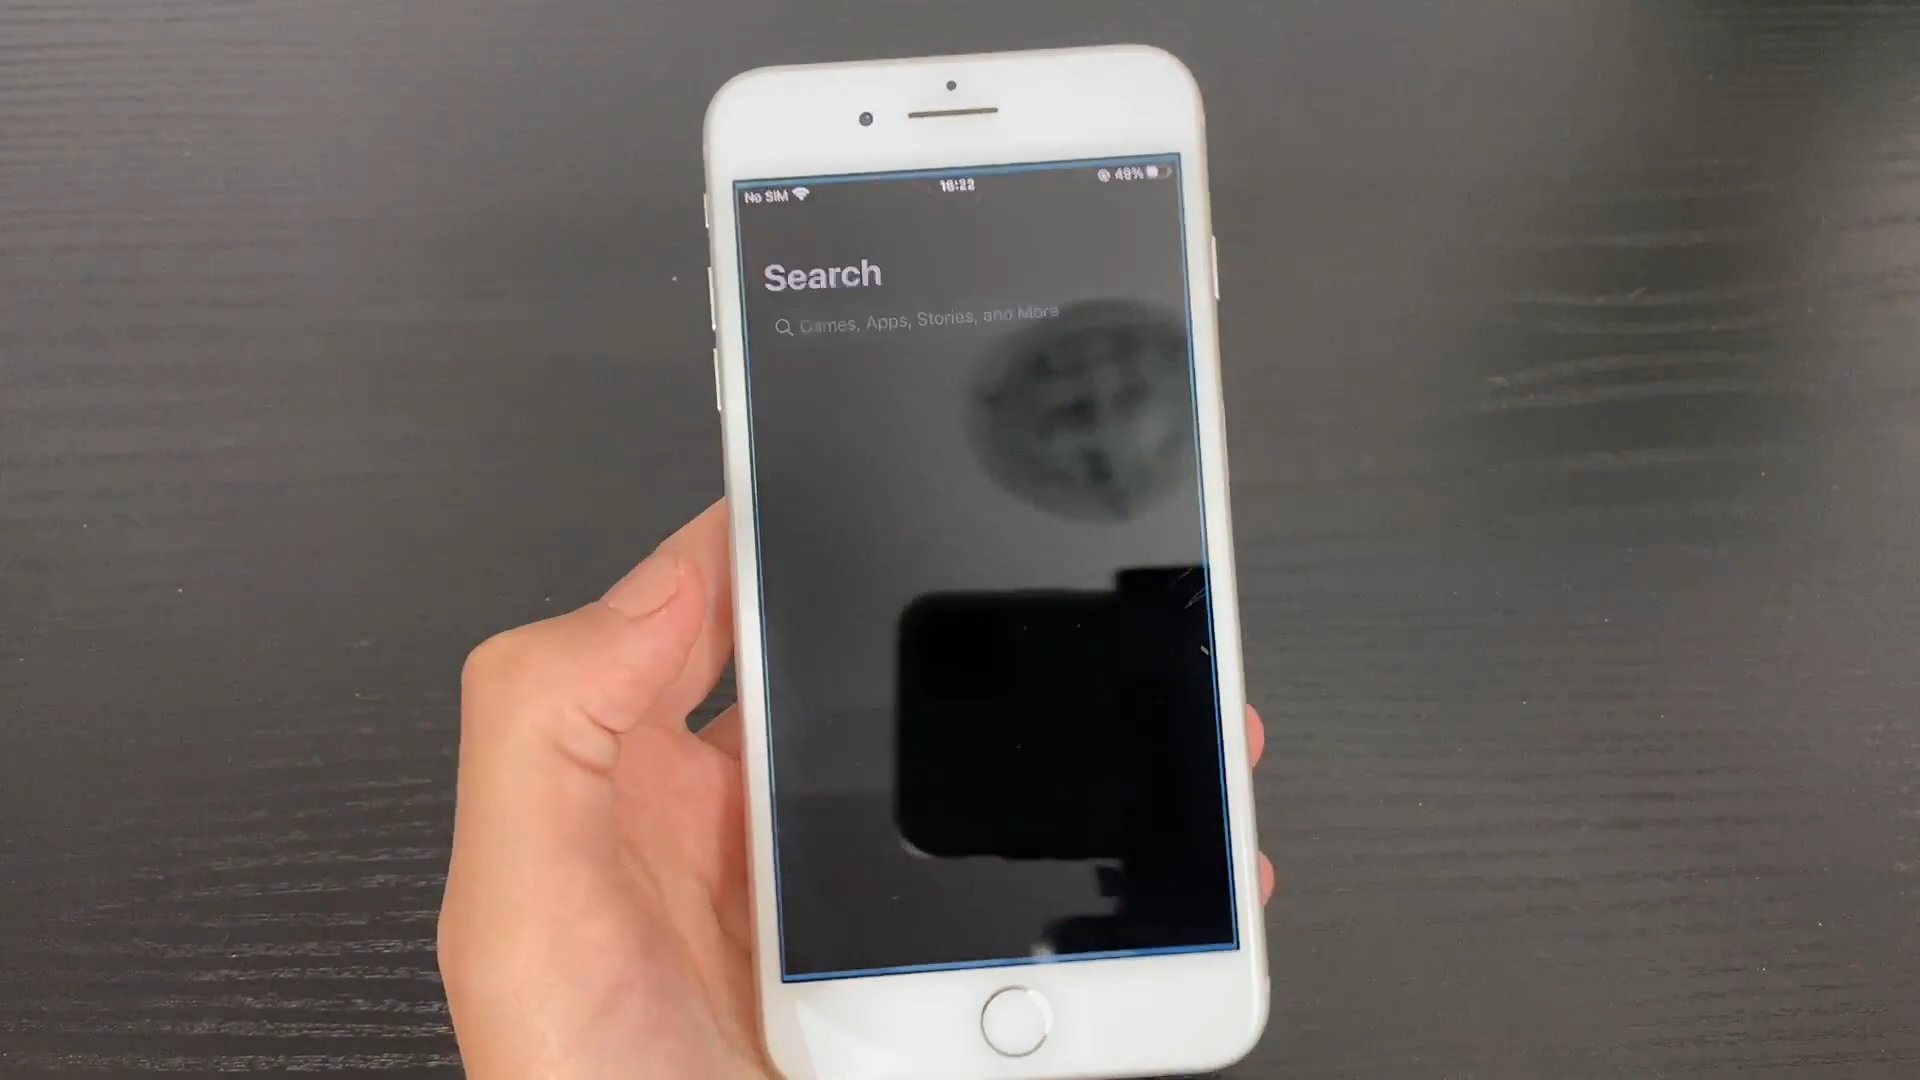 No SIM 16:22 49%
Search
Games, Apps, Stories, and More